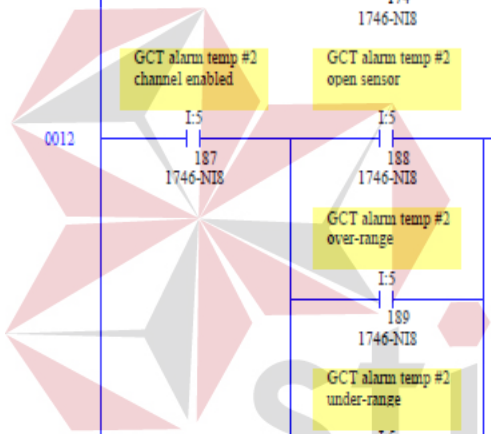 1746-NI8
GCT alarm temp #2
channel enabled
GCT alarm temp #2
open sensor
I:5
I:5
0012
187
188
1746-NI8
1746-NI8
GCT alarm temp #2
over-range
I:5
189
1746-NI8
GCT alarm temp #2
under-range